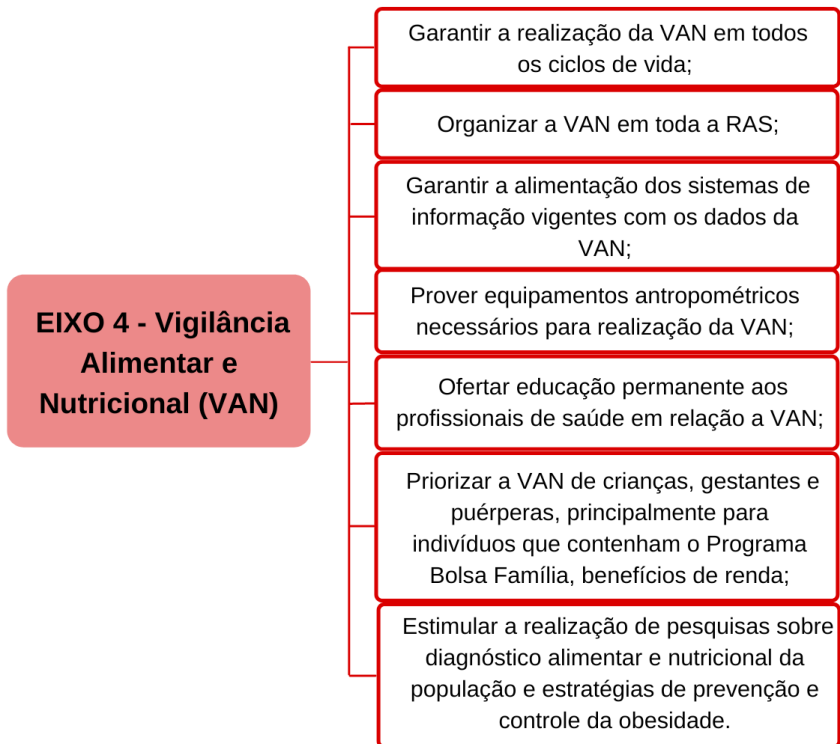 EIXO 4 - Vigilância
Alimentar e
Nutricional (VAN)
Garantir a realização da VAN em todos
os ciclos de vida;
Organizar a VAN em toda a RAS;
Garantir a alimentação dos sistemas de
informação vigentes com os dados da
VAN;
Prover equipamentos antropométricos
necessários para realização da VAN;
Ofertar educação permanente aos
profissionais de saúde em relação a VAN;
Priorizar a VAN de crianças, gestantes e
puérperas, principalmente para
indivíduos que contenham o Programa
Bolsa Família, benefícios de renda;
Estimular a realização de pesquisas sobre
diagnóstico alimentar e nutricional da
população e estratégias de prevenção e
controle da obesidade.